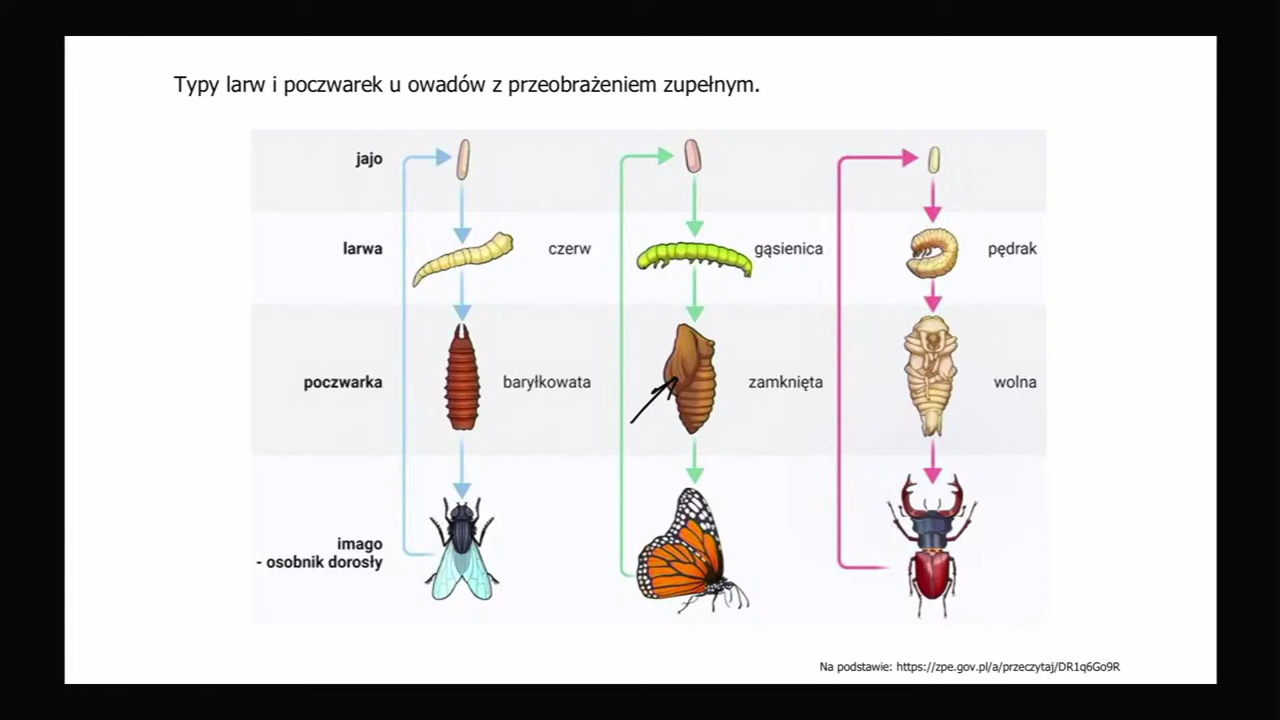 Typy larw i poczwarek u owadów z przeobrażeniem zupełnym.
jajo
larwa
czerw
gąsienica
pędrak
poczwarka
baryłkowata
zamknięta
wolna
imago
- osobnik dorosły
Na podstawie: https://zpe.gov.pl/a/przeczytaj/DR1q6Go9R